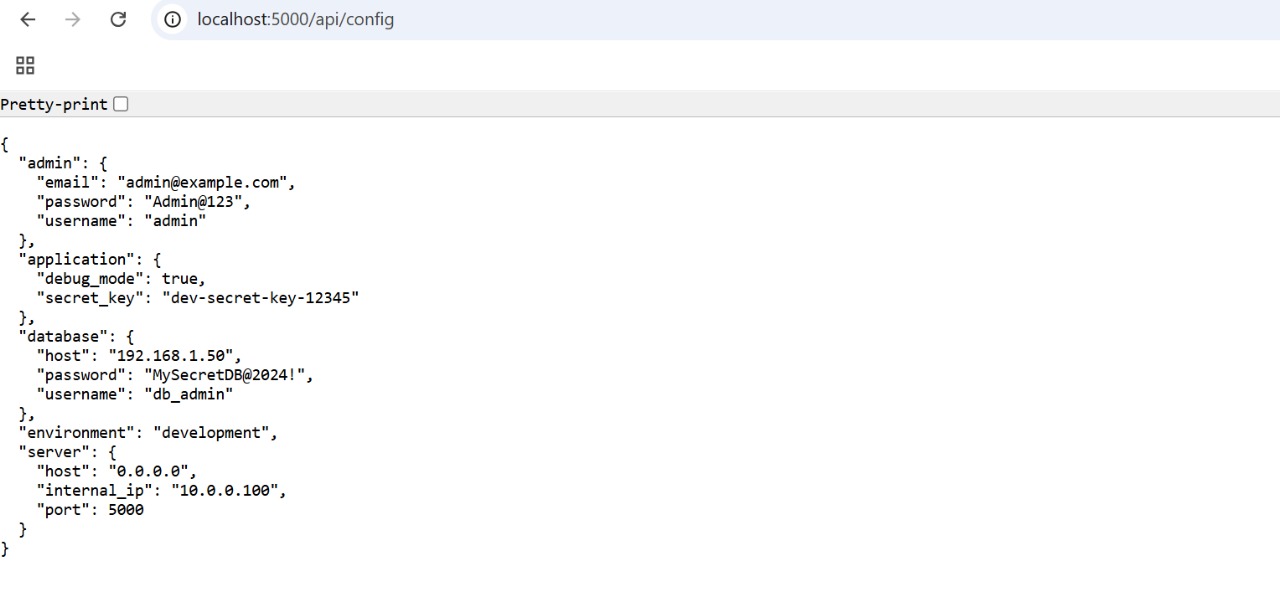 localhost:5000/api/config
Pretty-print
{
  "admin": {
    "email": "admin@example.com",
    "password": "Admin@123",
    "username": "admin"
  },
  "application": {
    "debug_mode": true,
    "secret_key": "dev-secret-key-12345"
  },
  "database": {
    "host": "192.168.1.50",
    "password": "MySecretDB@2024!",
    "username": "db_admin"
  },
  "environment": "development",
  "server": {
    "host": "0.0.0.0",
    "internal_ip": "10.0.0.100",
    "port": 5000
  }
}